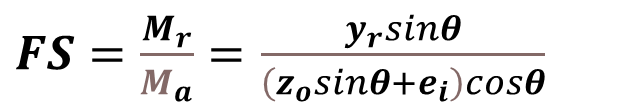 FS = M_r / M_a = y_r sinθ / (z_o sinθ+e_i)cosθ